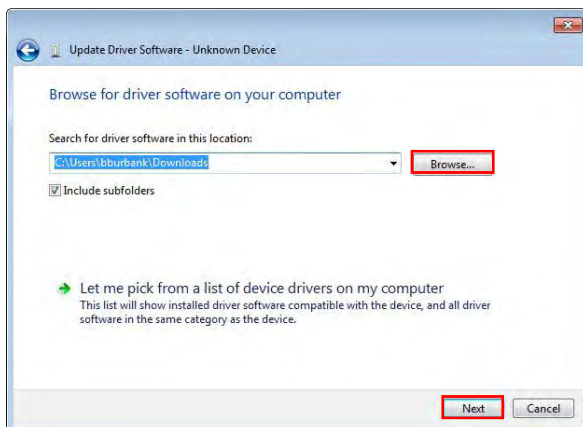 Update Driver Software - Unknown Device
Browse for driver software on your computer
Search for driver software in this location:
C:\Users\bburbank\Downloads
Browse...
Include subfolders
Let me pick from a list of device drivers on my computer
This list will show installed driver software compatible with the device, and all driver
software in the same category as the device.
Next
Cancel